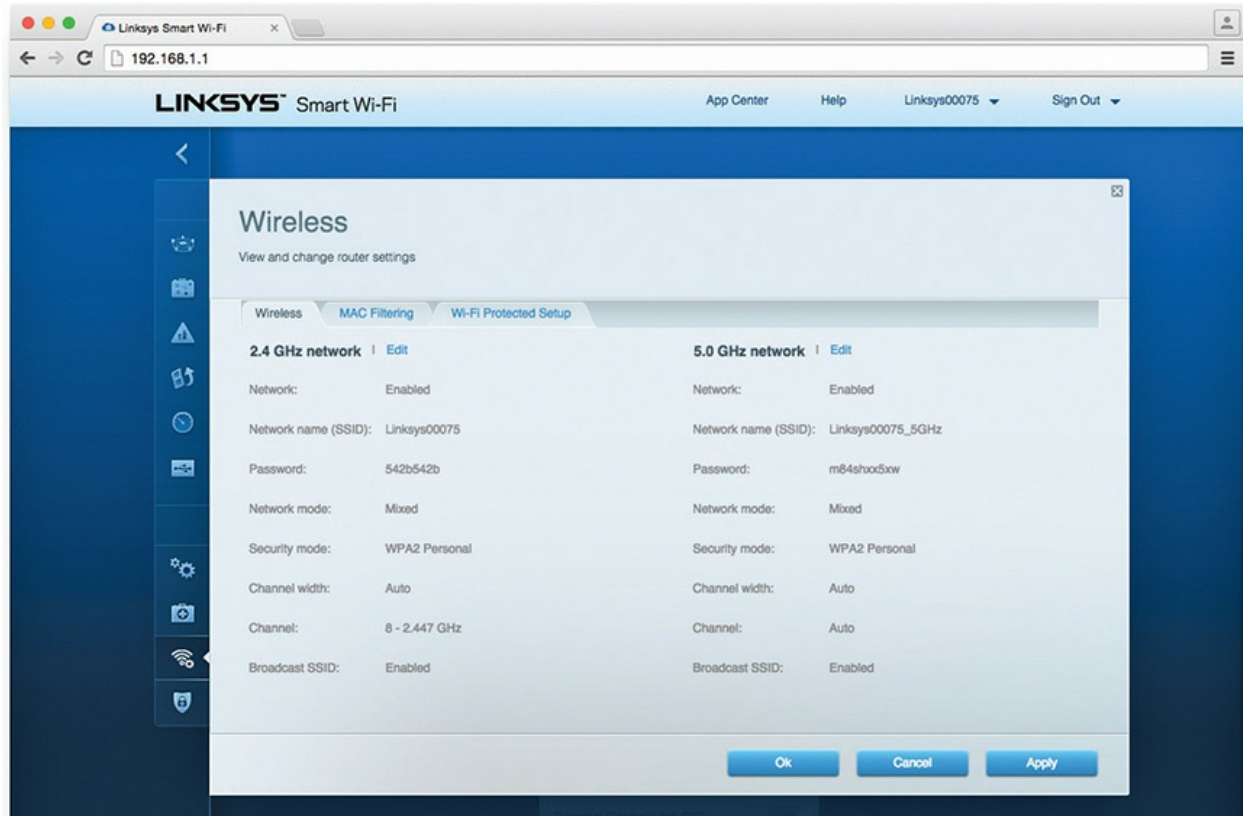 Linksys Smart Wi-Fi
192.168.1.1
LINKSYS™ Smart Wi-Fi
App Center Help Linksys00075 Sign Out
Wireless
View and change router settings
Wireless MAC Filtering Wi-Fi Protected Setup
2.4 GHz network | Edit
Network: Enabled
Network name (SSID): Linksys00075
Password: 542b542b
Network mode: Mixed
Security mode: WPA2 Personal
Channel width: Auto
Channel: 8 - 2.447 GHz
Broadcast SSID: Enabled
5.0 GHz network | Edit
Network: Enabled
Network name (SSID): Linksys00075_5GHz
Password: m84shxx5xw
Network mode: Mixed
Security mode: WPA2 Personal
Channel width: Auto
Channel: Auto
Broadcast SSID: Enabled
Ok Cancel Apply